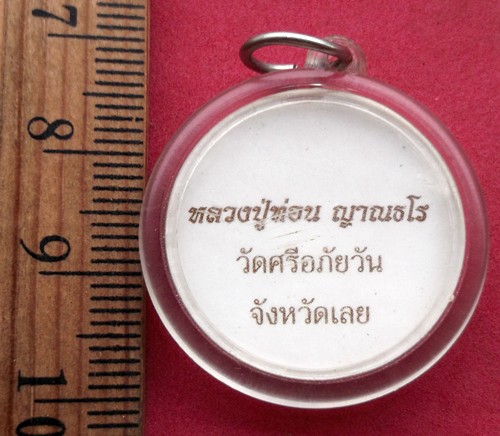 7
8
9
10
หลวงปู่ท่อน ญาณธโร
วัดศรีอภัยวัน
จังหวัดเลย